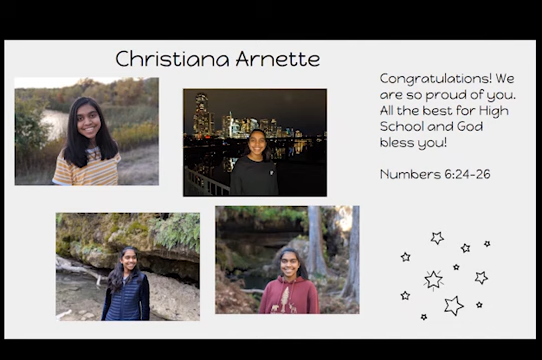 Christiana Arnette
Congratulations! We
are so proud of you.
All the best for High
School and God
bless you!
Numbers 6:24-26